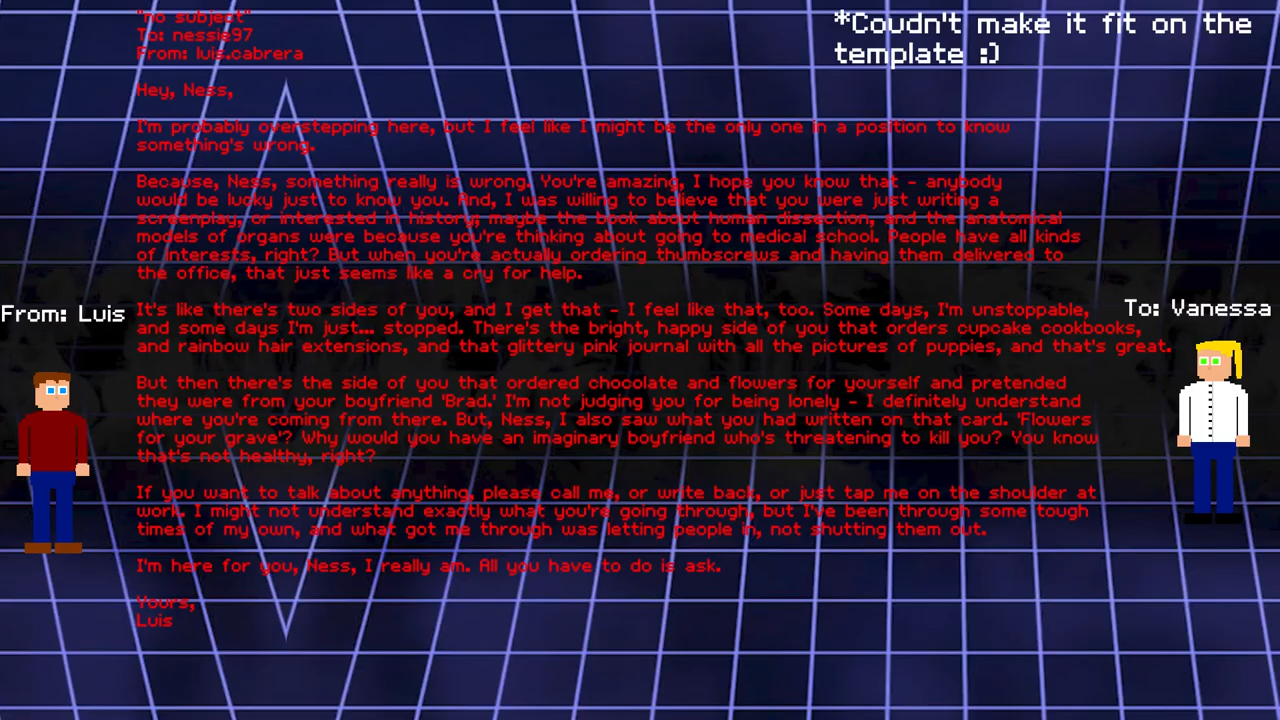 "no subject"
To: nessie97
From: luis.cabrera
*Coudn't make it fit on the
template :)
Hey, Ness,
I'm probably overstepping here, but I feel like I might be the only one in a position to know
something's wrong.
Because, Ness, something really is wrong. You're amazing, I hope you know that - anybody
would be lucky just to know you. And, I was willing to believe that you were just writing a
screenplay, or interested in history; maybe the book about human dissection, and the anatomical
models of organs were because you're thinking about going to medical school. People have all kinds
of interests, right? But when you're actually ordering thumbscrews and having them delivered to
the office, that just seems like a cry for help.
From: Luis
To: Vanessa
It's like there's two sides of you, and I get that - I feel like that, too. Some days, I'm unstoppable,
and some days I'm just... stopped. There's the bright, happy side of you that orders cupcake cookbooks,
and rainbow hair extensions, and that glittery pink journal with all the pictures of puppies, and that's great.
But then there's the side of you that ordered chocolate and flowers for yourself and pretended
they were from your boyfriend 'Brad.' I'm not judging you for being lonely - I definitely understand
where you're coming from there. But, Ness, I also saw what you had written on that card. 'Flowers
for your grave'? Why would you have an imaginary boyfriend who's threatening to kill you? You know
that's not healthy, right?
If you want to talk about anything, please call me, or write back, or just tap me on the shoulder at
work. I might not understand exactly what you're going through, but I've been through some tough
times of my own, and what got me through was letting people in, not shutting them out.
I'm here for you, Ness, I really am. All you have to do is ask.
Yours,
Luis